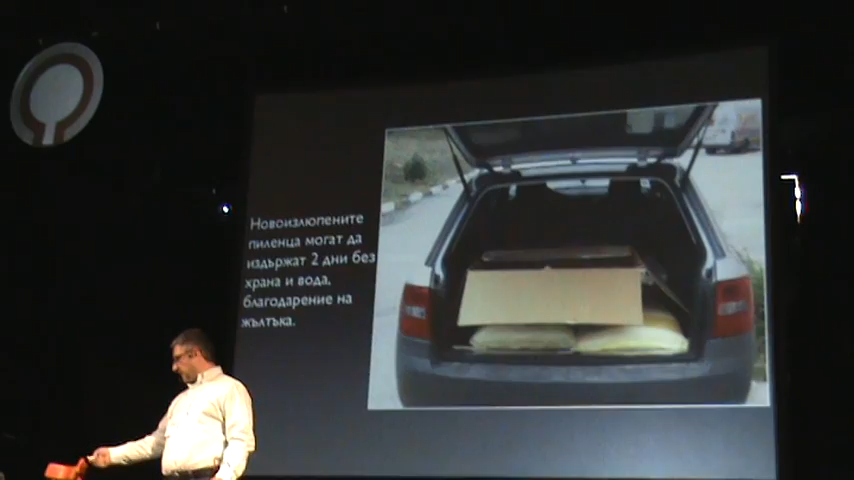 Новоизлюпените
пиленца могат да
издържат 2 дни без
храна и вода,
благодарение на
жълтъка.